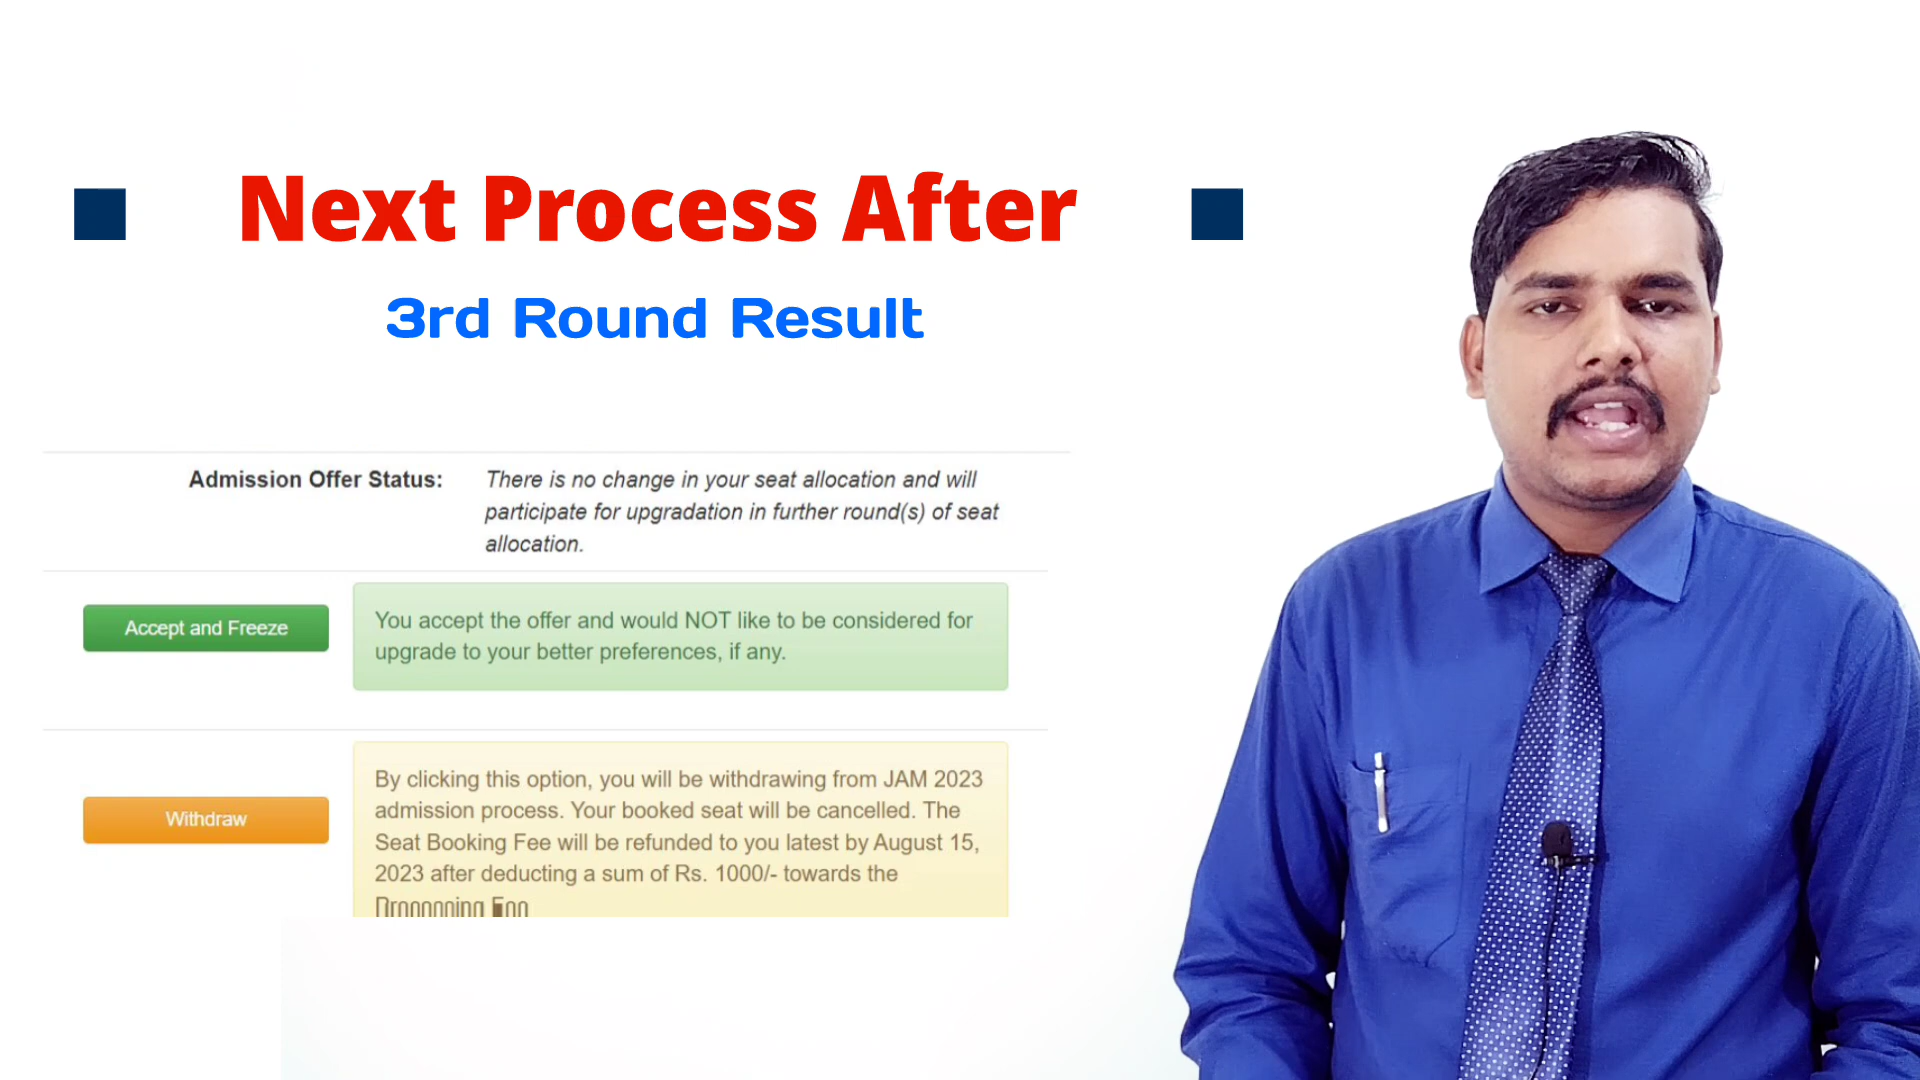 Next Process After
3rd Round Result
Admission Offer Status:
There is no change in your seat allocation and will
participate for upgradation in further round(s) of seat
allocation.
Accept and Freeze
You accept the offer and would NOT like to be considered for
upgrade to your better preferences, if any.
Withdraw
By clicking this option, you will be withdrawing from JAM 2023
admission process. Your booked seat will be cancelled. The
Seat Booking Fee will be refunded to you latest by August 15,
2023 after deducting a sum of Rs. 1000/- towards the